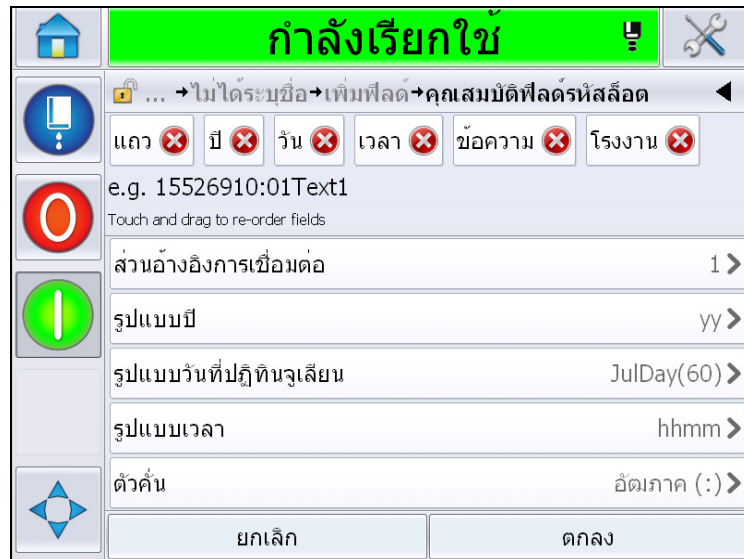 กำลังเรียกใช้
... →ไม่ได้ระบุชื่อ→เพิ่มฟิลด์→คุณสมบัติฟิลด์รหัสล็อต
แถว ปี วัน เวลา ข้อความ โรงงาน
e.g. 15526910:01Text1
Touch and drag to re-order fields
ส่วนอ้างอิงการเชื่อมต่อ 1
รูปแบบปี yy
รูปแบบวันที่ปฏิทินจูเลียน JulDay(60)
รูปแบบเวลา hhmm
ตัวคั่น อัฒภาค (:)
ยกเลิก ตกลง